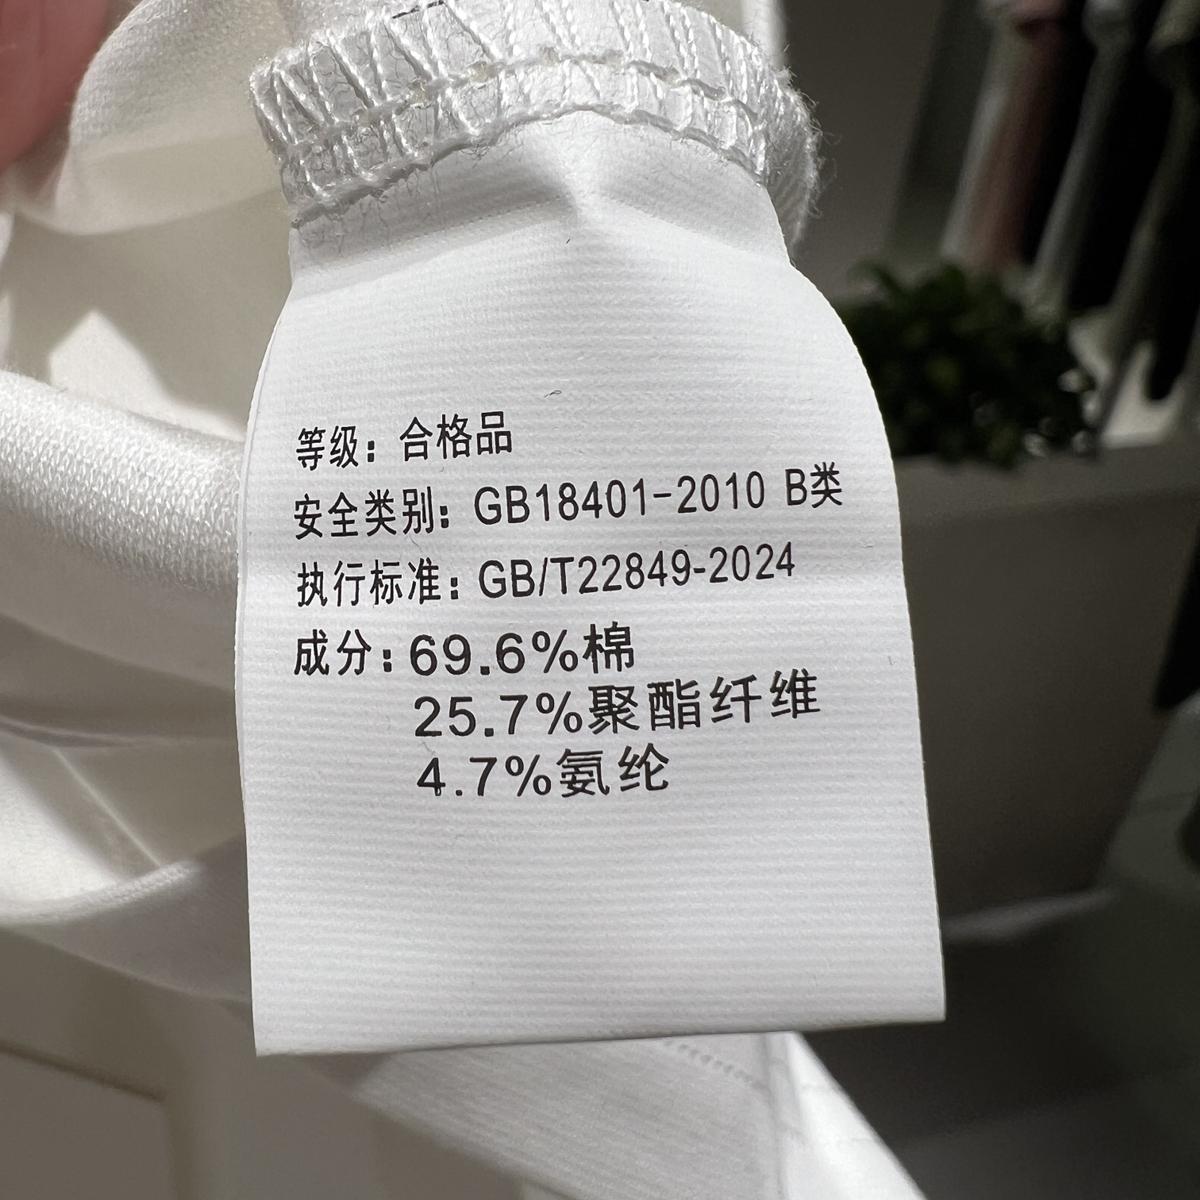 等级：合格品
安全类别：GB18401-2010 B类
执行标准：GB/T22849-2024
成分：69.6%棉
25.7%聚酯纤维
4.7%氨纶